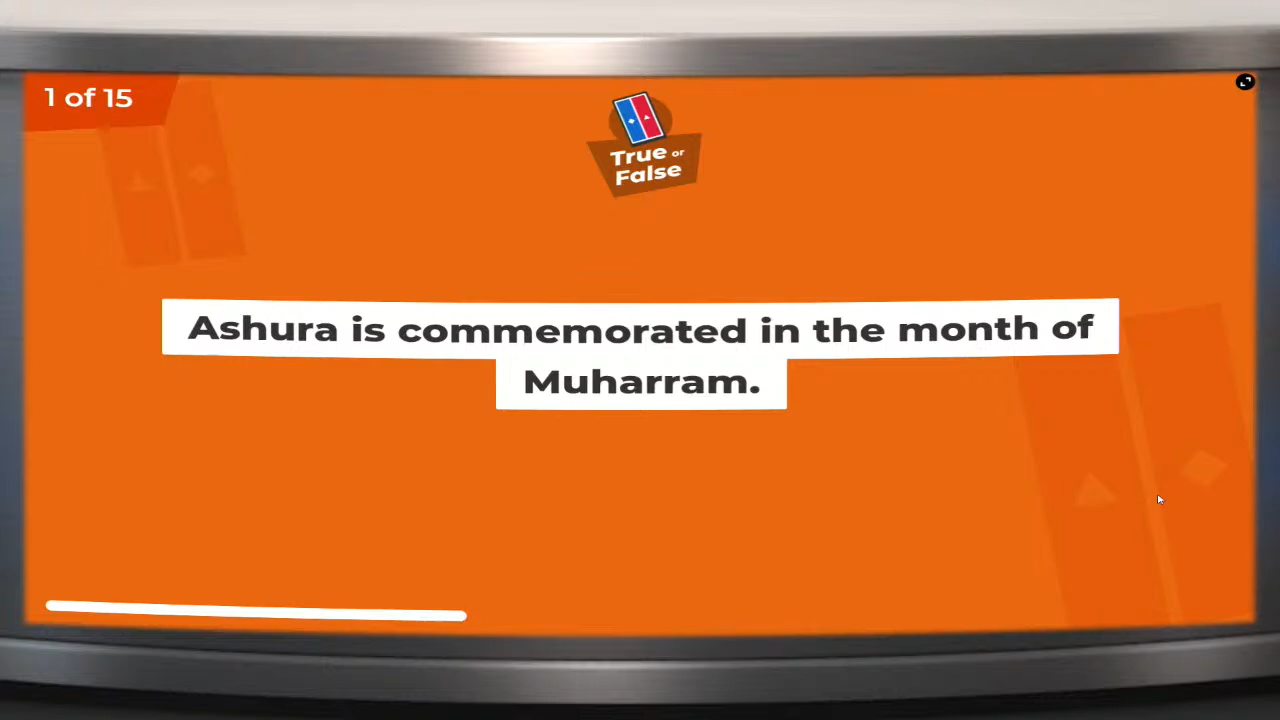 1 of 15
True or
False
Ashura is commemorated in the month of
Muharram.